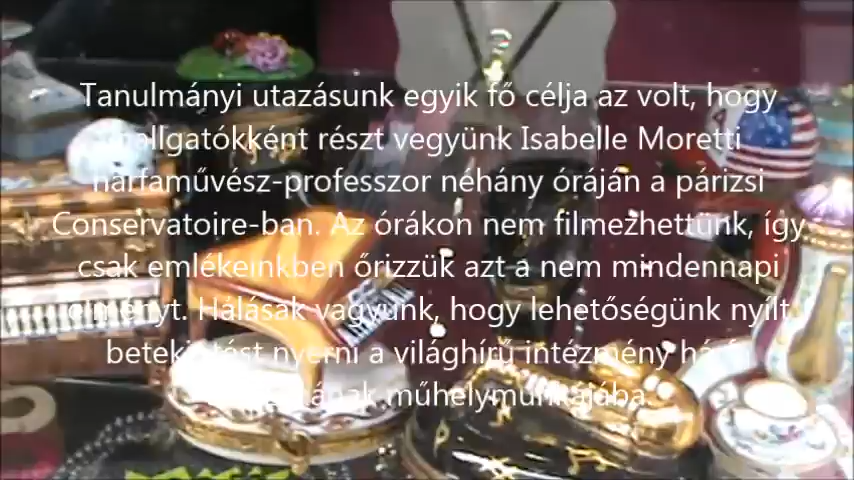 Tanulmányi utazásunk egyik fő célja az volt, hogy
hallgatókként részt vegyünk Isabelle Moretti
hárfaművész-professzor néhány óráján a párizsi
Conservatoire-ban. Az órákon nem filmezhettünk, így
csak emlékeinkben őrizzük azt a nem mindennapi
élményt. Hálásak vagyunk, hogy lehetőségünk nyílt
betekintést nyerni a világhírű intézmény hárfa
műhelymunkájába.